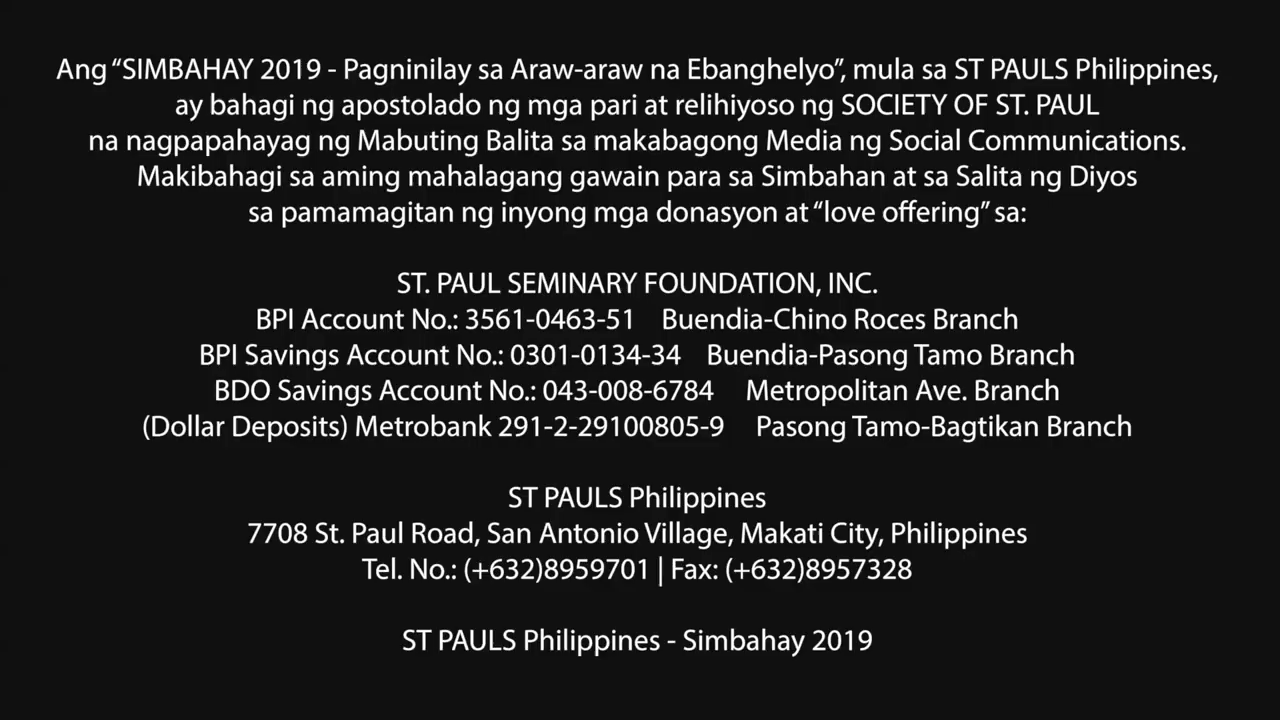 Ang “SIMBAHAY 2019 - Pagninilay sa Araw-araw na Ebanghelyo”, mula sa ST PAULS Philippines,
ay bahagi ng apostolado ng mga pari at relihiyoso ng SOCIETY OF ST. PAUL
na nagpapahayag ng Mabuting Balita sa makabagong Media ng Social Communications.
Makibahagi sa aming mahalagang gawain para sa Simbahan at sa Salita ng Diyos
sa pamamagitan ng inyong mga donasyon at “love offering” sa:
ST. PAUL SEMINARY FOUNDATION, INC.
BPI Account No.: 3561-0463-51 Buendia-Chino Roces Branch
BPI Savings Account No.: 0301-0134-34 Buendia-Pasong Tamo Branch
BDO Savings Account No.: 043-008-6784 Metropolitan Ave. Branch
(Dollar Deposits) Metrobank 291-2-29100805-9 Pasong Tamo-Bagtikan Branch
ST PAULS Philippines
7708 St. Paul Road, San Antonio Village, Makati City, Philippines
Tel. No.: (+632)8959701 | Fax: (+632)8957328
ST PAULS Philippines - Simbahay 2019